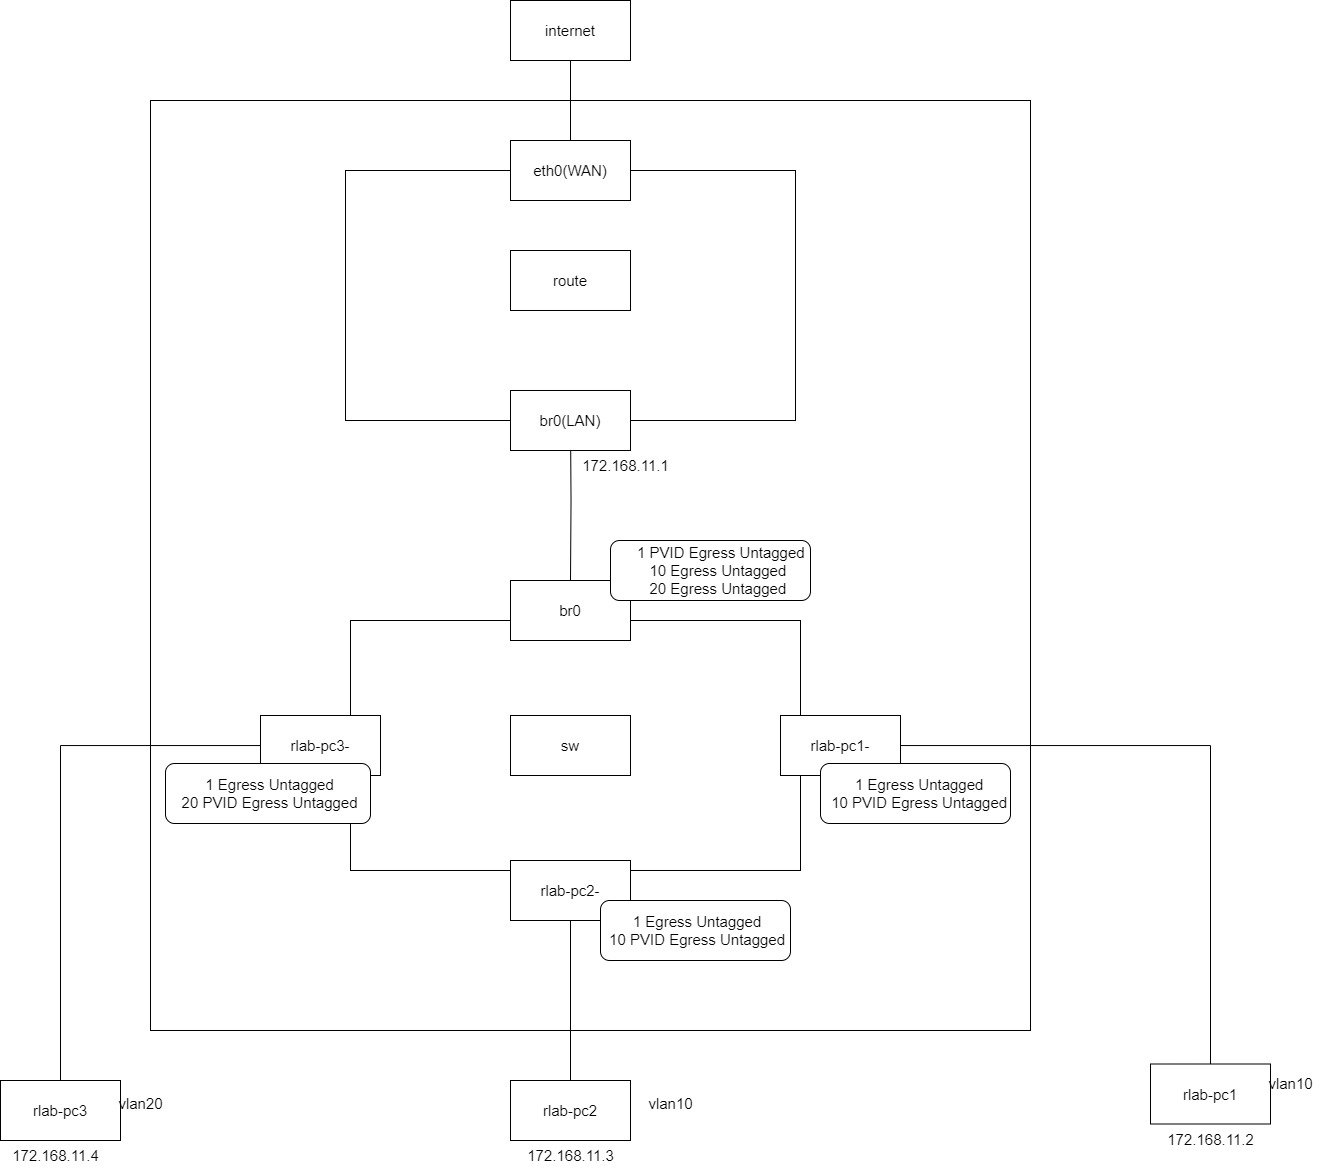 internet
eth0(WAN)
route
br0(LAN)
172.168.11.1
1 PVID Egress Untagged
10 Egress Untagged
20 Egress Untagged
br0
rlab-pc3-
sw
rlab-pc1-
1 Egress Untagged
20 PVID Egress Untagged
1 Egress Untagged
10 PVID Egress Untagged
rlab-pc2-
1 Egress Untagged
10 PVID Egress Untagged
rlab-pc3
vlan20
172.168.11.4
rlab-pc2
vlan10
172.168.11.3
rlab-pc1
vlan10
172.168.11.2